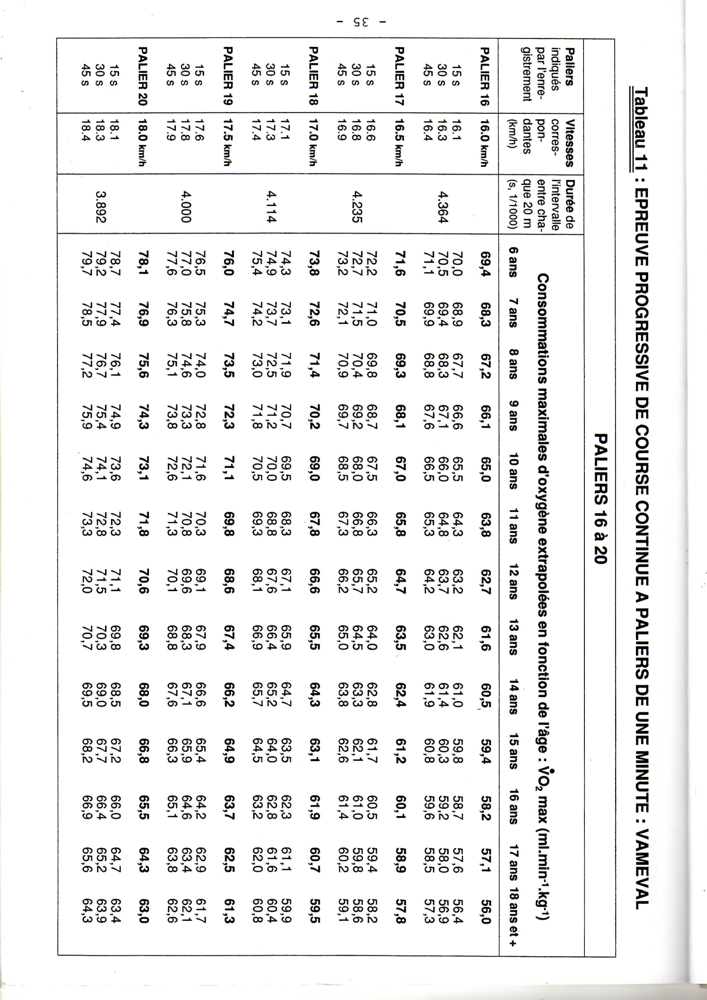 Tableau 11 : EPREUVE PROGRESSIVE DE COURSE CONTINUE A PALIERS DE UNE MINUTE : VAMEVAL
PALIERS 16 à 20
Paliers indiqués par l'enre-gistrement
Vitesses corres-pon-dantes (km/h)
Durée de l'intervalle entre cha-que 20 m (s, 1/1000)
Consommations maximales d'oxygène extrapolées en fonction de l'âge : V̇O₂ max (ml.min⁻¹.kg⁻¹)
6 ans 7 ans 8 ans 9 ans 10 ans 11 ans 12 ans 13 ans 14 ans 15 ans 16 ans 17 ans 18 ans et +
PALIER 16 16.0 km/h 69,4 68,3 67,2 66,1 65,0 63,8 62,7 61,6 60,5 59,4 58,2 57,1 56,0
15 s 16.1 70,0 68,9 67,7 66,6 65,5 64,3 63,2 62,1 61,0 59,8 58,7 57,6 56,4
30 s 16.3 4.364 70,5 69,4 68,3 67,1 66,0 64,8 63,7 62,6 61,4 60,3 59,2 58,0 56,9
45 s 16.4 71,1 69,9 68,8 67,6 66,5 65,3 64,2 63,0 61,9 60,8 59,6 58,5 57,3
PALIER 17 16.5 km/h 71,6 70,5 69,3 68,1 67,0 65,8 64,7 63,5 62,4 61,2 60,1 58,9 57,8
15 s 16.6 72,2 71,0 69,8 68,7 67,5 66,3 65,2 64,0 62,8 61,7 60,5 59,4 58,2
30 s 16.8 4.235 72,7 71,5 70,4 69,2 68,0 66,8 65,7 64,5 63,3 62,1 61,0 59,8 58,6
45 s 16.9 73,2 72,1 70,9 69,7 68,5 67,3 66,2 65,0 63,8 62,6 61,4 60,2 59,1
PALIER 18 17.0 km/h 73,8 72,6 71,4 70,2 69,0 67,8 66,6 65,5 64,3 63,1 61,9 60,7 59,5
15 s 17.1 74,3 73,1 71,9 70,7 69,5 68,3 67,1 65,9 64,7 63,5 62,3 61,1 59,9
30 s 17.3 4.114 74,9 73,7 72,5 71,2 70,0 68,8 67,6 66,4 65,2 64,0 62,8 61,6 60,4
45 s 17.4 75,4 74,2 73,0 71,8 70,5 69,3 68,1 66,9 65,7 64,5 63,2 62,0 60,8
PALIER 19 17.5 km/h 76,0 74,7 73,5 72,3 71,1 69,8 68,6 67,4 66,2 64,9 63,7 62,5 61,3
15 s 17.6 76,5 75,3 74,0 72,8 71,6 70,3 69,1 67,9 66,6 65,4 64,2 62,9 61,7
30 s 17.8 4.000 77,0 75,8 74,6 73,3 72,1 70,8 69,6 68,3 67,1 65,9 64,6 63,4 62,1
45 s 17.9 77,6 76,3 75,1 73,8 72,6 71,3 70,1 68,8 67,6 66,3 65,1 63,8 62,6
PALIER 20 18.0 km/h 78,1 76,9 75,6 74,3 73,1 71,8 70,6 69,3 68,0 66,8 65,5 64,3 63,0
15 s 18.1 78,7 77,4 76,1 74,9 73,6 72,3 71,1 69,8 68,5 67,2 66,0 64,7 63,4
30 s 18.3 3.892 79,2 77,9 76,7 75,4 74,1 72,8 71,5 70,3 69,0 67,7 66,4 65,2 63,9
45 s 18.4 79,7 78,5 77,2 75,9 74,6 73,3 72,0 70,7 69,5 68,2 66,9 65,6 64,3
- 35 -